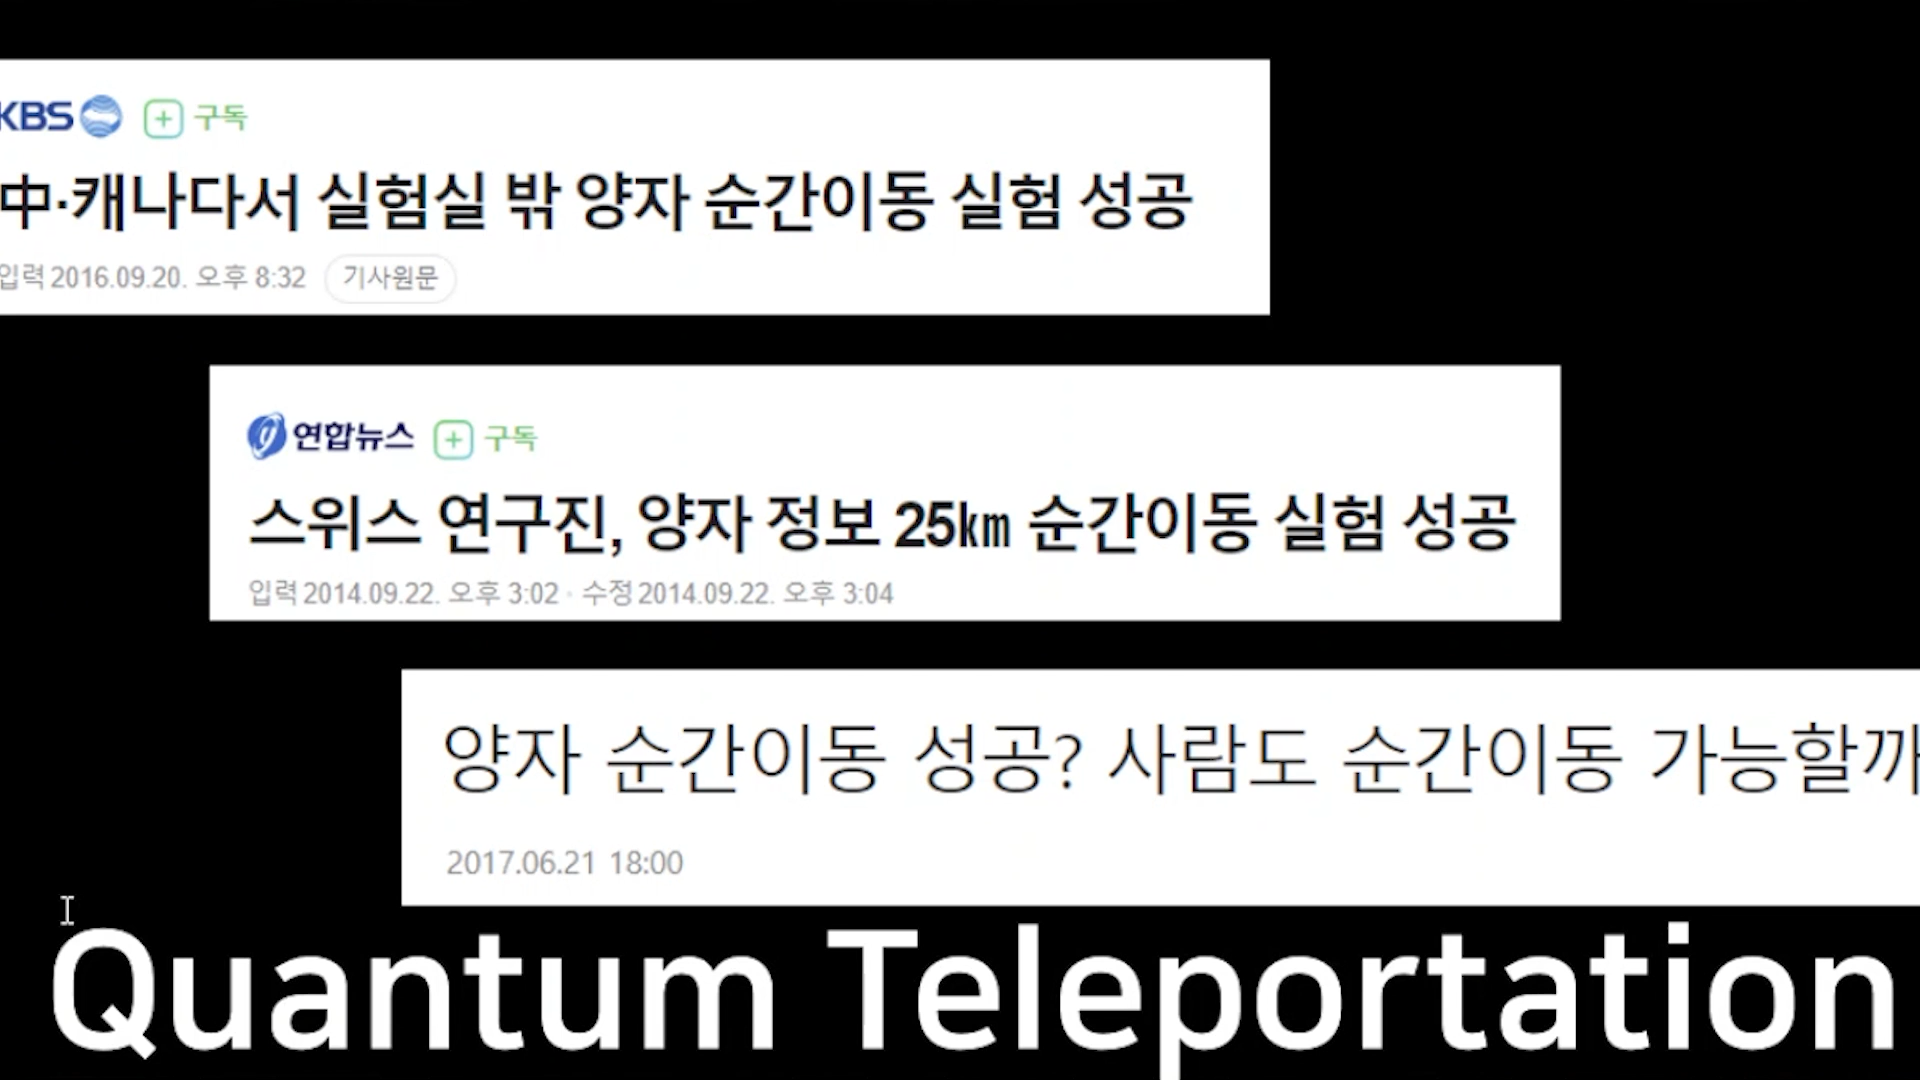 KBS 구독
中·캐나다서 실험실 밖 양자 순간이동 실험 성공
입력 2016.09.20. 오후 8:32 기사원문
연합뉴스 구독
스위스 연구진, 양자 정보 25㎞ 순간이동 실험 성공
입력 2014.09.22. 오후 3:02 · 수정 2014.09.22. 오후 3:04
양자 순간이동 성공? 사람도 순간이동 가능할까
2017.06.21 18:00
Quantum Teleportation